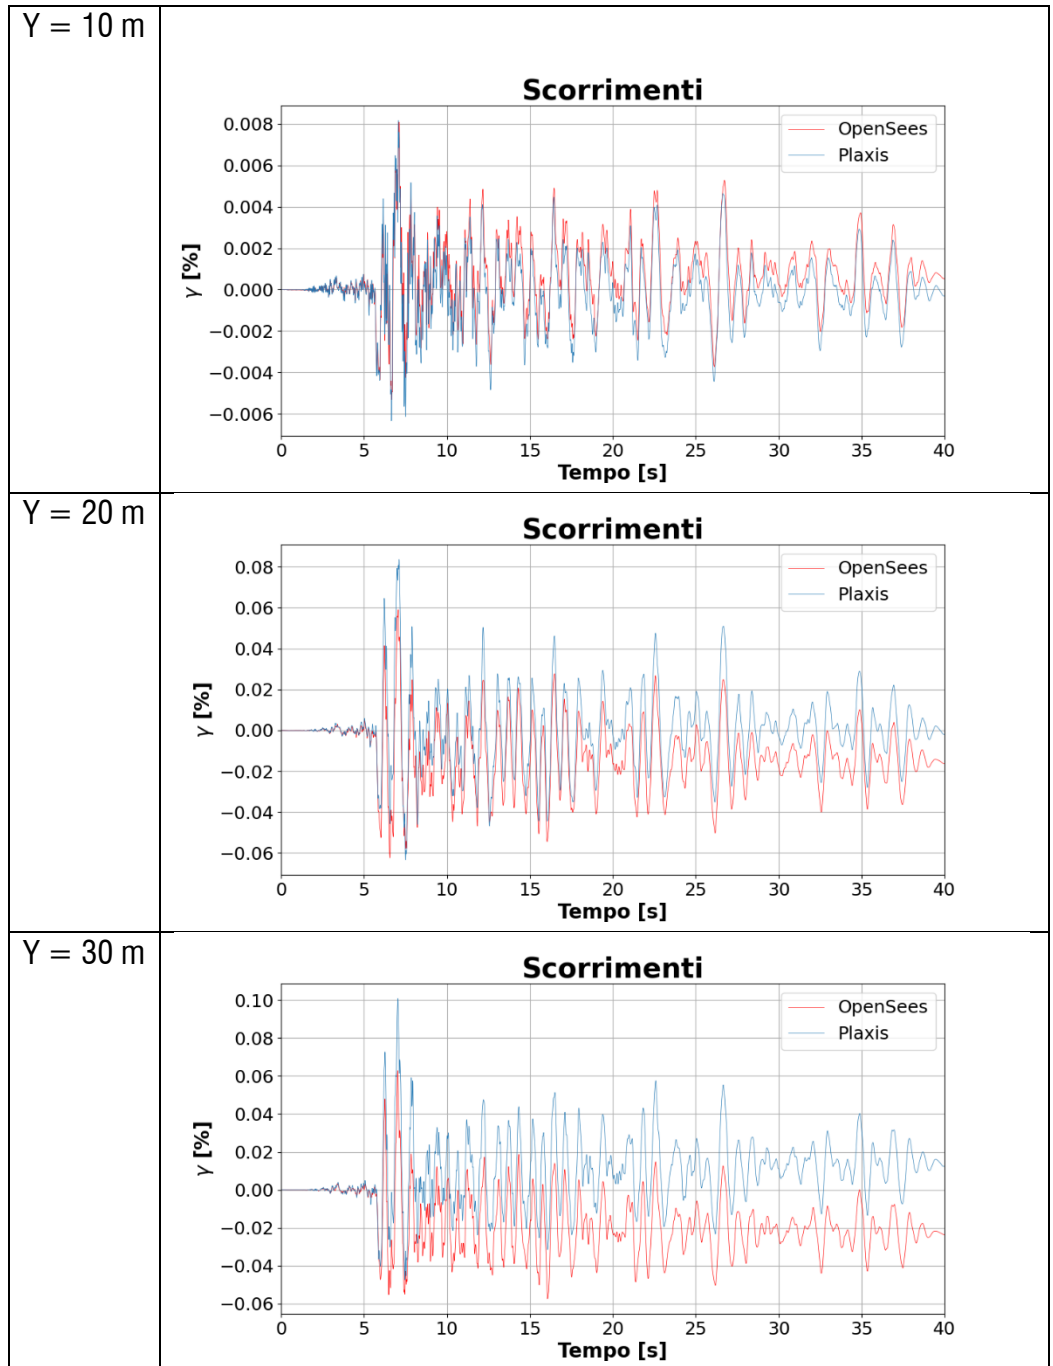 Y = 10 m
Scorrimenti
OpenSees
Plaxis
0.008
0.006
0.004
0.002
0.000
−0.002
−0.004
−0.006
γ [%]
0 5 10 15 20 25 30 35 40
Tempo [s]
Y = 20 m
Scorrimenti
OpenSees
Plaxis
0.08
0.06
0.04
0.02
0.00
−0.02
−0.04
−0.06
γ [%]
0 5 10 15 20 25 30 35 40
Tempo [s]
Y = 30 m
Scorrimenti
OpenSees
Plaxis
0.10
0.08
0.06
0.04
0.02
0.00
−0.02
−0.04
−0.06
γ [%]
0 5 10 15 20 25 30 35 40
Tempo [s]